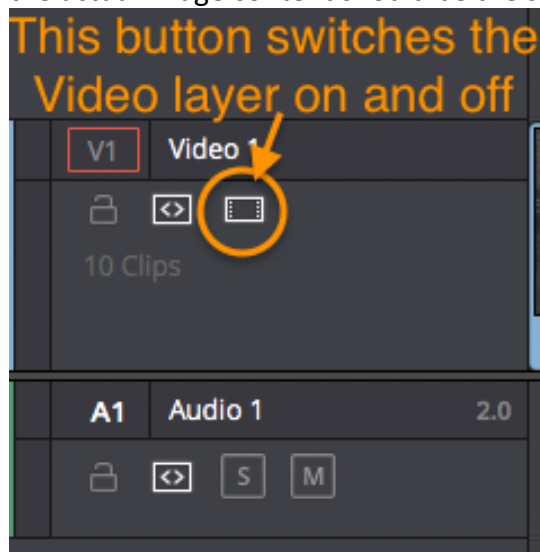 This button switches the
Video layer on and off
V1 Video 1
10 Clips
A1 Audio 1 2.0
S M